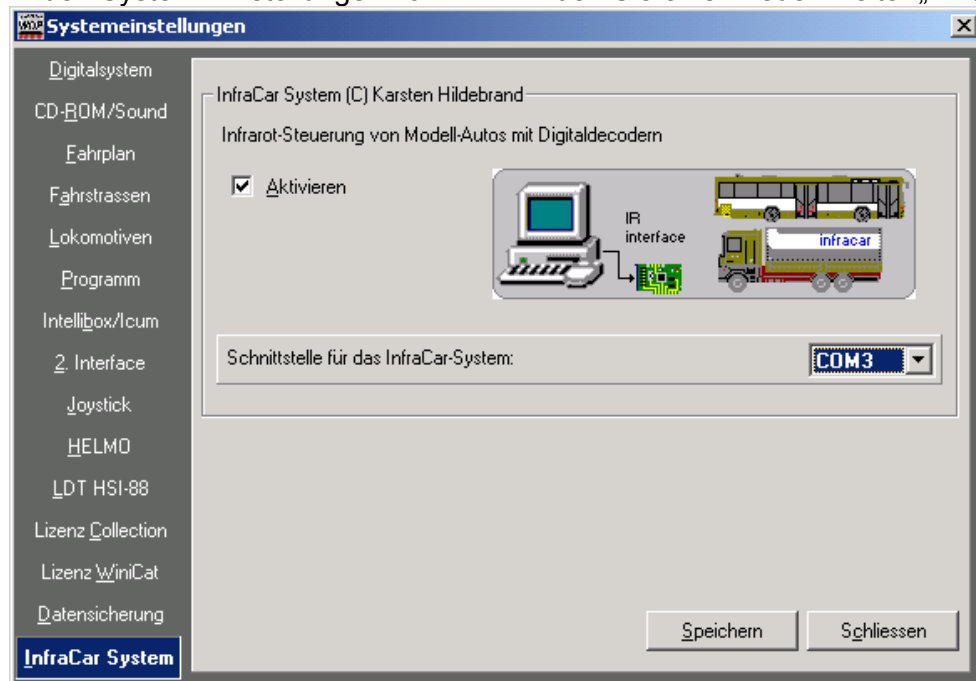 Systemeinstellungen
Digitalsystem
CD-ROM/Sound
Fahrplan
Fahrstrassen
Lokomotiven
Programm
Intellibox/Icum
2. Interface
Joystick
HELMO
LDT HSI-88
Lizenz Collection
Lizenz WiniCat
Datensicherung
InfraCar System
InfraCar System (C) Karsten Hildebrand
Infrarot-Steuerung von Modell-Autos mit Digitaldecodern
Aktivieren
IR
interface
infracar
Schnittstelle für das InfraCar-System:
COM3
Speichern
Schliessen